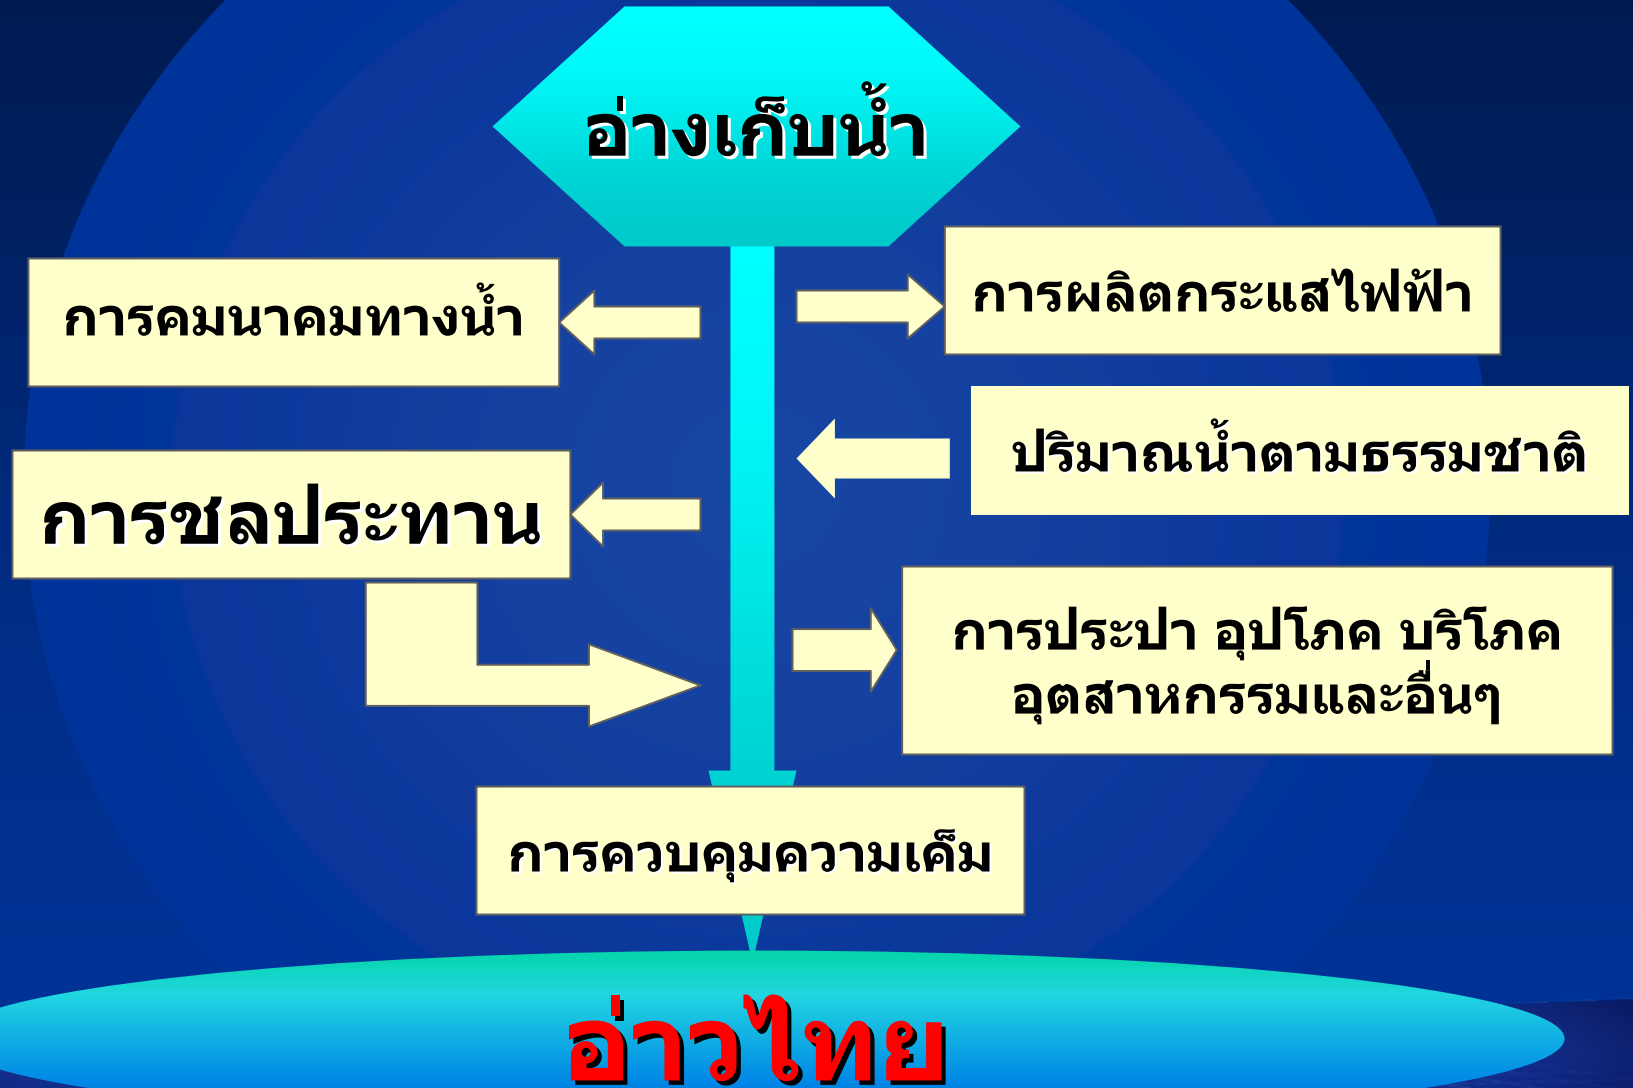 อ่างเก็บน้ำ
การผลิตกระแสไฟฟ้า
การคมนาคมทางน้ำ
ปริมาณน้ำตามธรรมชาติ
การชลประทาน
การประปา อุปโภค บริโภค
อุตสาหกรรมและอื่นๆ
การควบคุมความเค็ม
อ่าวไทย